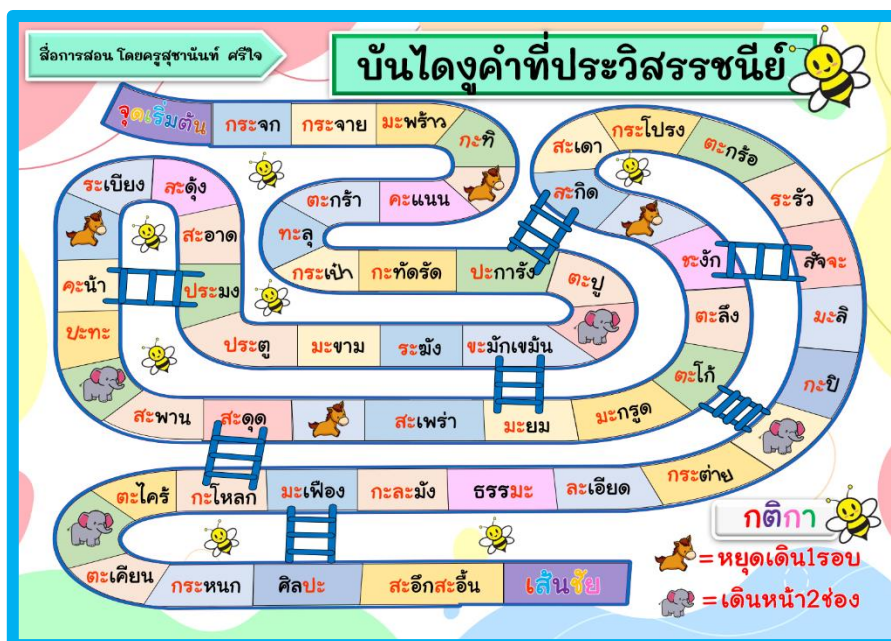 สื่อการสอน โดยครูสุชานันท์ ศรีใจ
บันไดงูคำที่ประวิสรรชนีย์
จุดเริ่มต้น
กระจก
กระจาย
มะพร้าว
กะทิ
คะแนน
ตะกร้า
ทะลุ
กระเป๋า
กะทัดรัด
ปะการัง
ตะปู
ขะมักเขม้น
ระฆัง
มะขาม
ประตู
ประมง
สะอาด
สะดุ้ง
ระเบียง
คะน้า
ปะทะ
สะพาน
สะดุด
สะเพร่า
มะยม
มะกรูด
ตะโก้
ตะลึง
ชะงัก
สะกิด
สะเดา
กระโปรง
ตะกร้อ
ระรัว
สัจจะ
มะลิ
กะปิ
กระต่าย
ละเอียด
ธรรมะ
กะละมัง
มะเฟือง
กะโหลก
ตะไคร้
ตะเคียน
กระหนก
ศิลปะ
สะอึกสะอื้น
เส้นชัย
กติกา
=หยุดเดิน1รอบ
=เดินหน้า2ช่อง